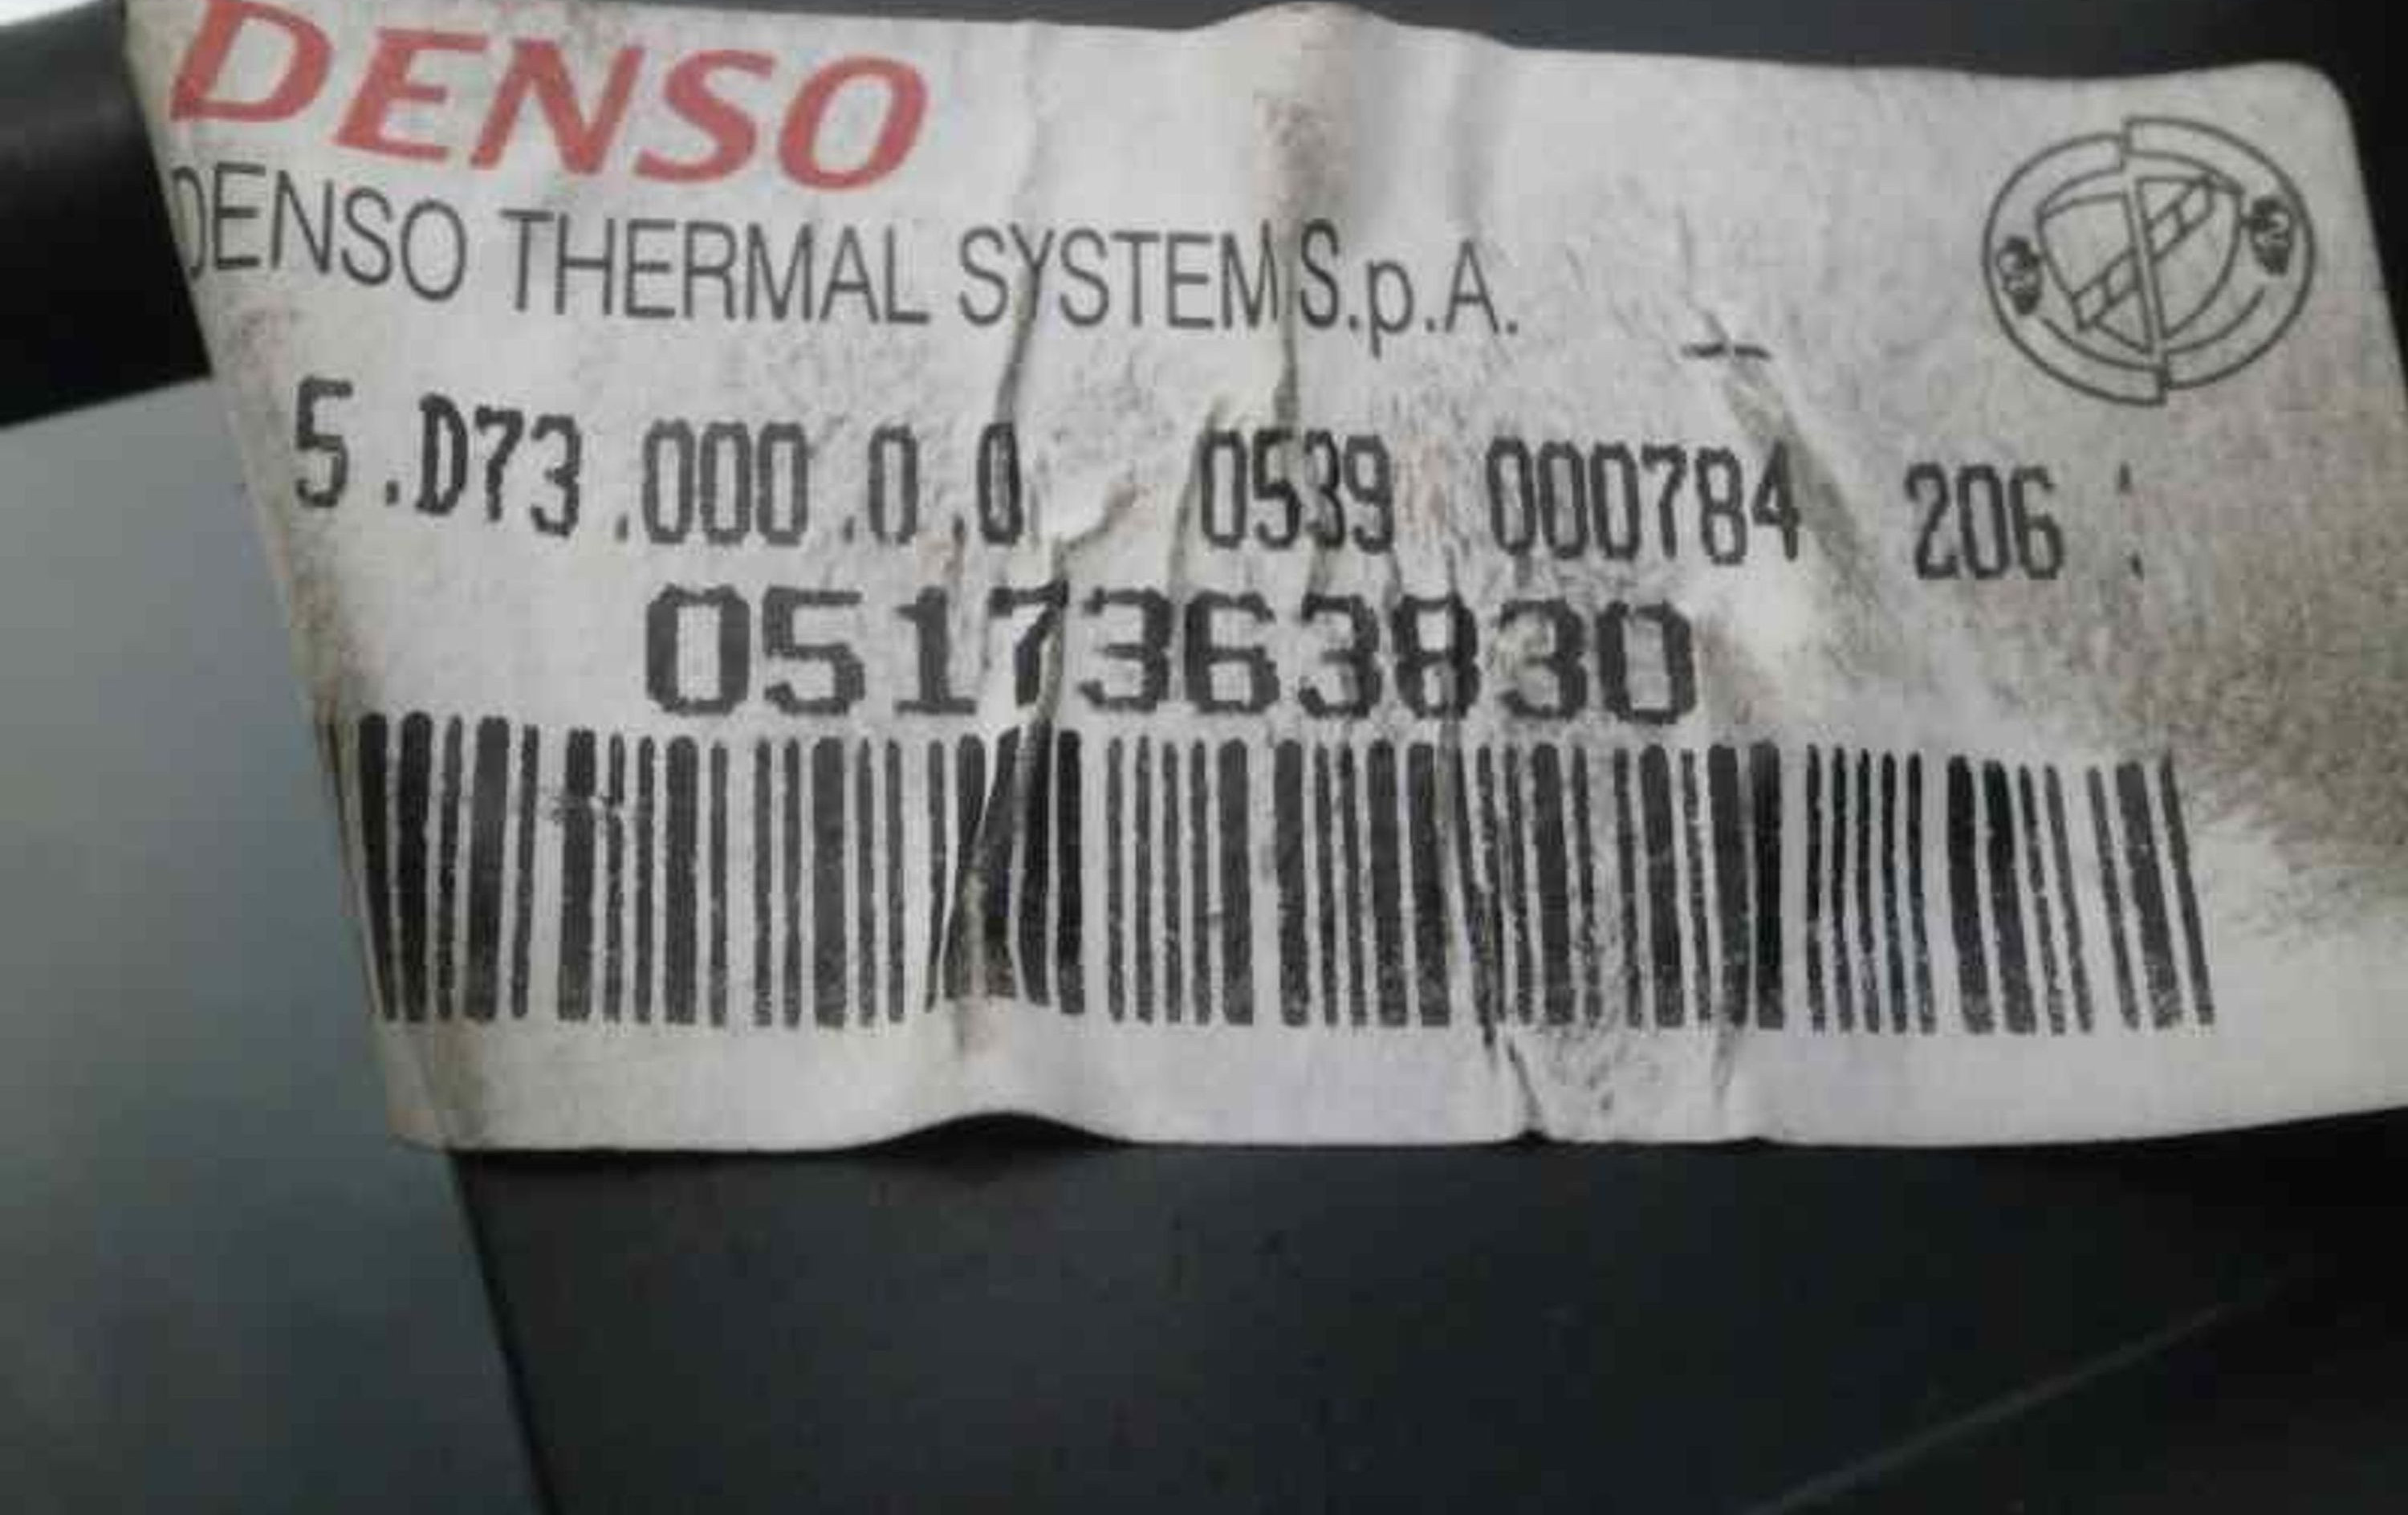 DENSO
DENSO THERMAL SYSTEM S.p.A.
5.D73.000.0.0 0539 000784 206
0517363830